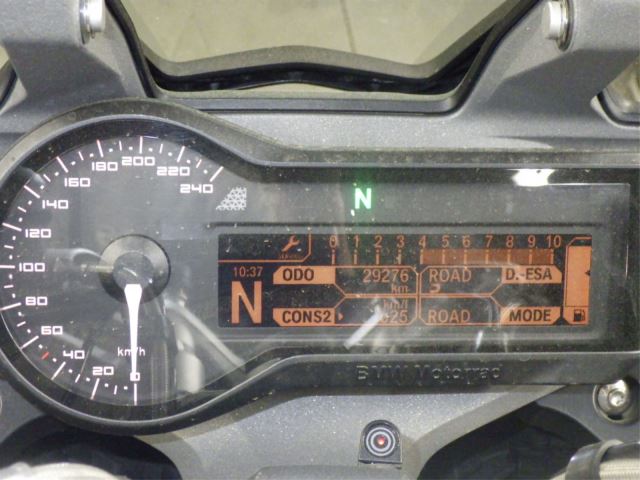 0 20 40 60 80 100 120 140 160 180 200 220 240
km/h
N
0 1 2 3 4 5 6 7 8 9 10
10:37 ODO 29276 ROAD D.-ESA
km
N
km/l
CONS2 ROAD MODE
BMW Motorrad